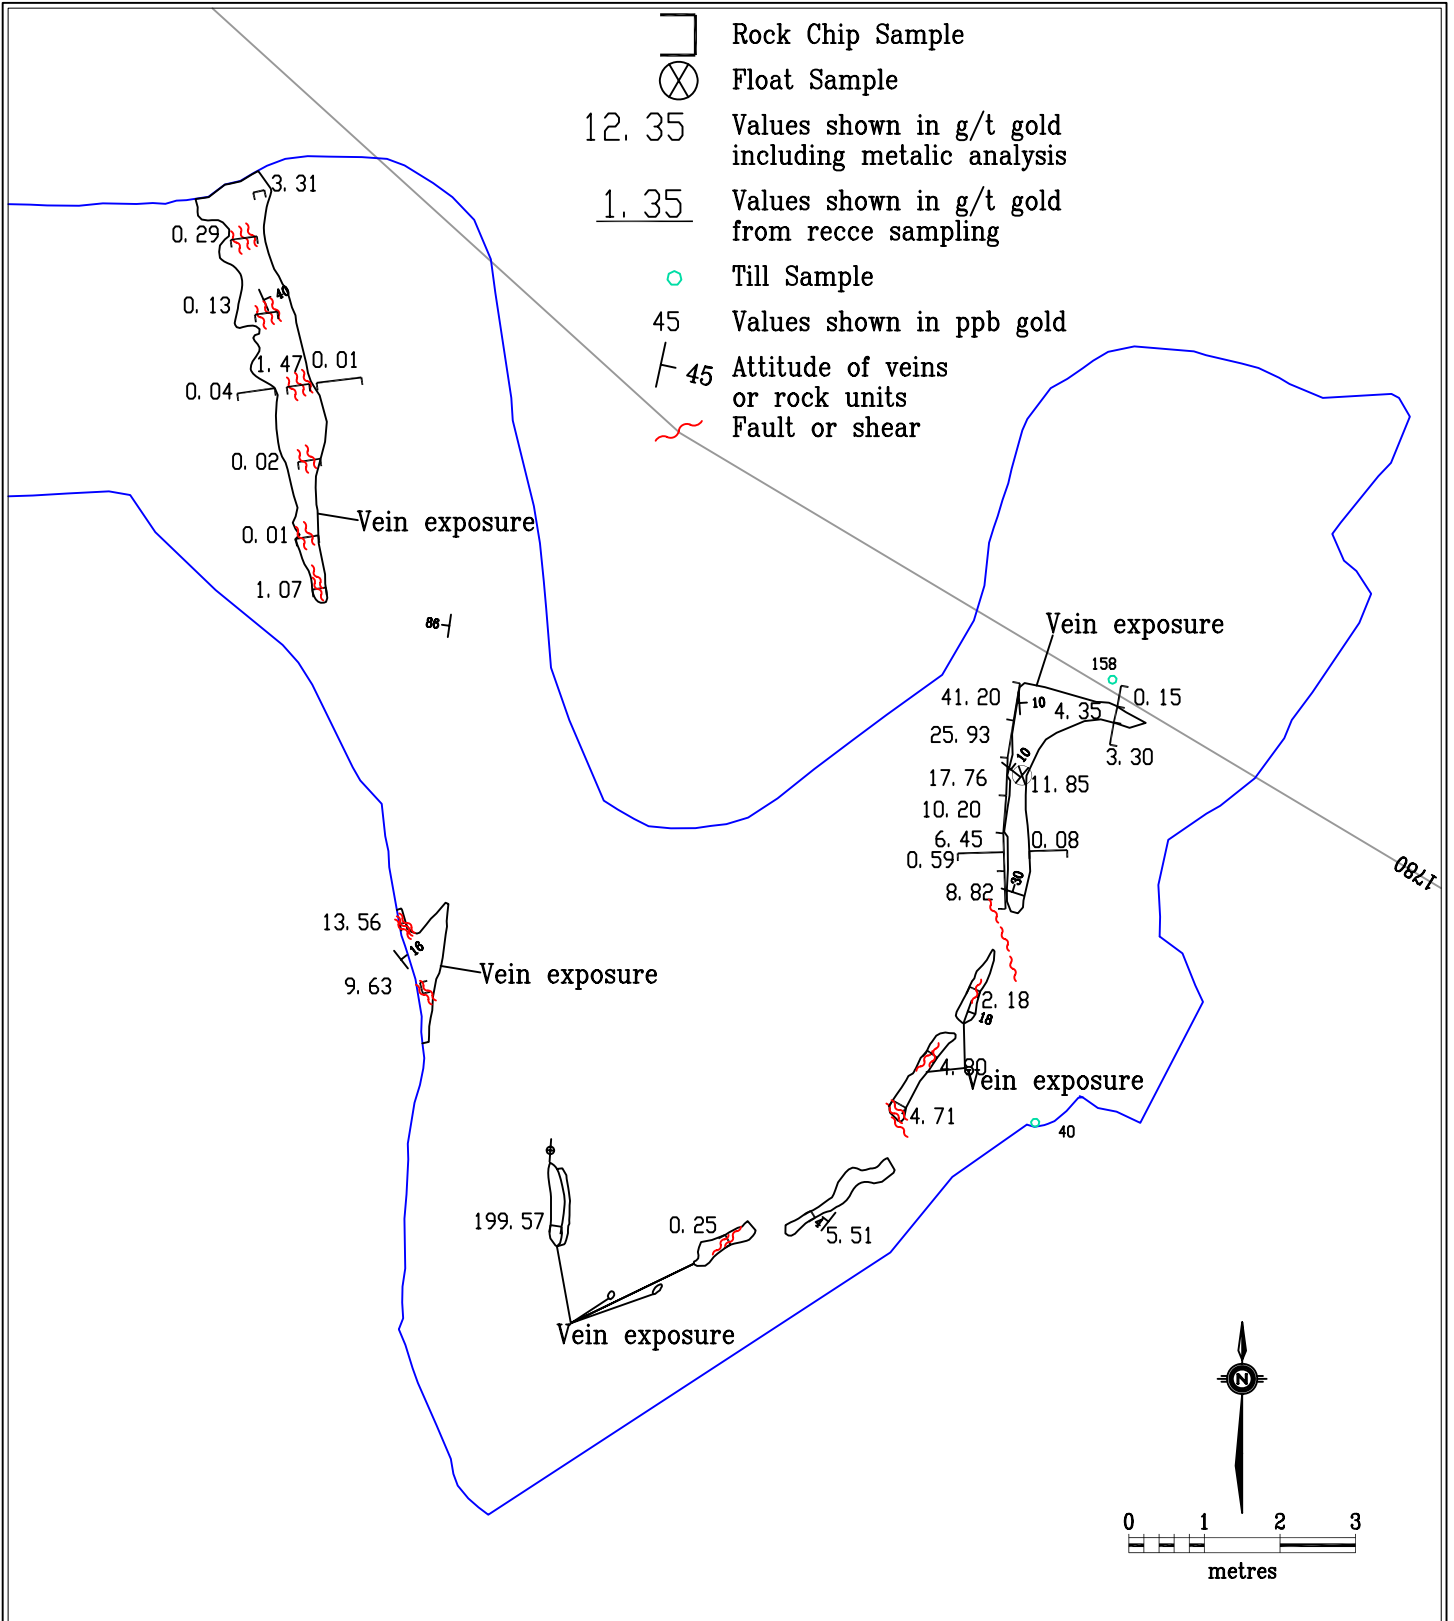 Rock Chip Sample
Float Sample
12.35 Values shown in g/t gold
including metalic analysis
1.35 Values shown in g/t gold
from recce sampling
Till Sample
45 Values shown in ppb gold
45 Attitude of veins
or rock units
Fault or shear
3.31
0.29
40
0.13
1.47 0.01
0.04
0.02
Vein exposure
0.01
1.07
86
Vein exposure
158
41.20
10
4.35
0.15
25.93
10
3.30
17.76
11.85
10.20
6.45
0.08
0.59
30
8.82
1780
13.56
16
Vein exposure
9.63
2.18
18
4.80
Vein exposure
4.71
40
199.57
0.25
4
5.51
Vein exposure
N
0 1 2 3
metres